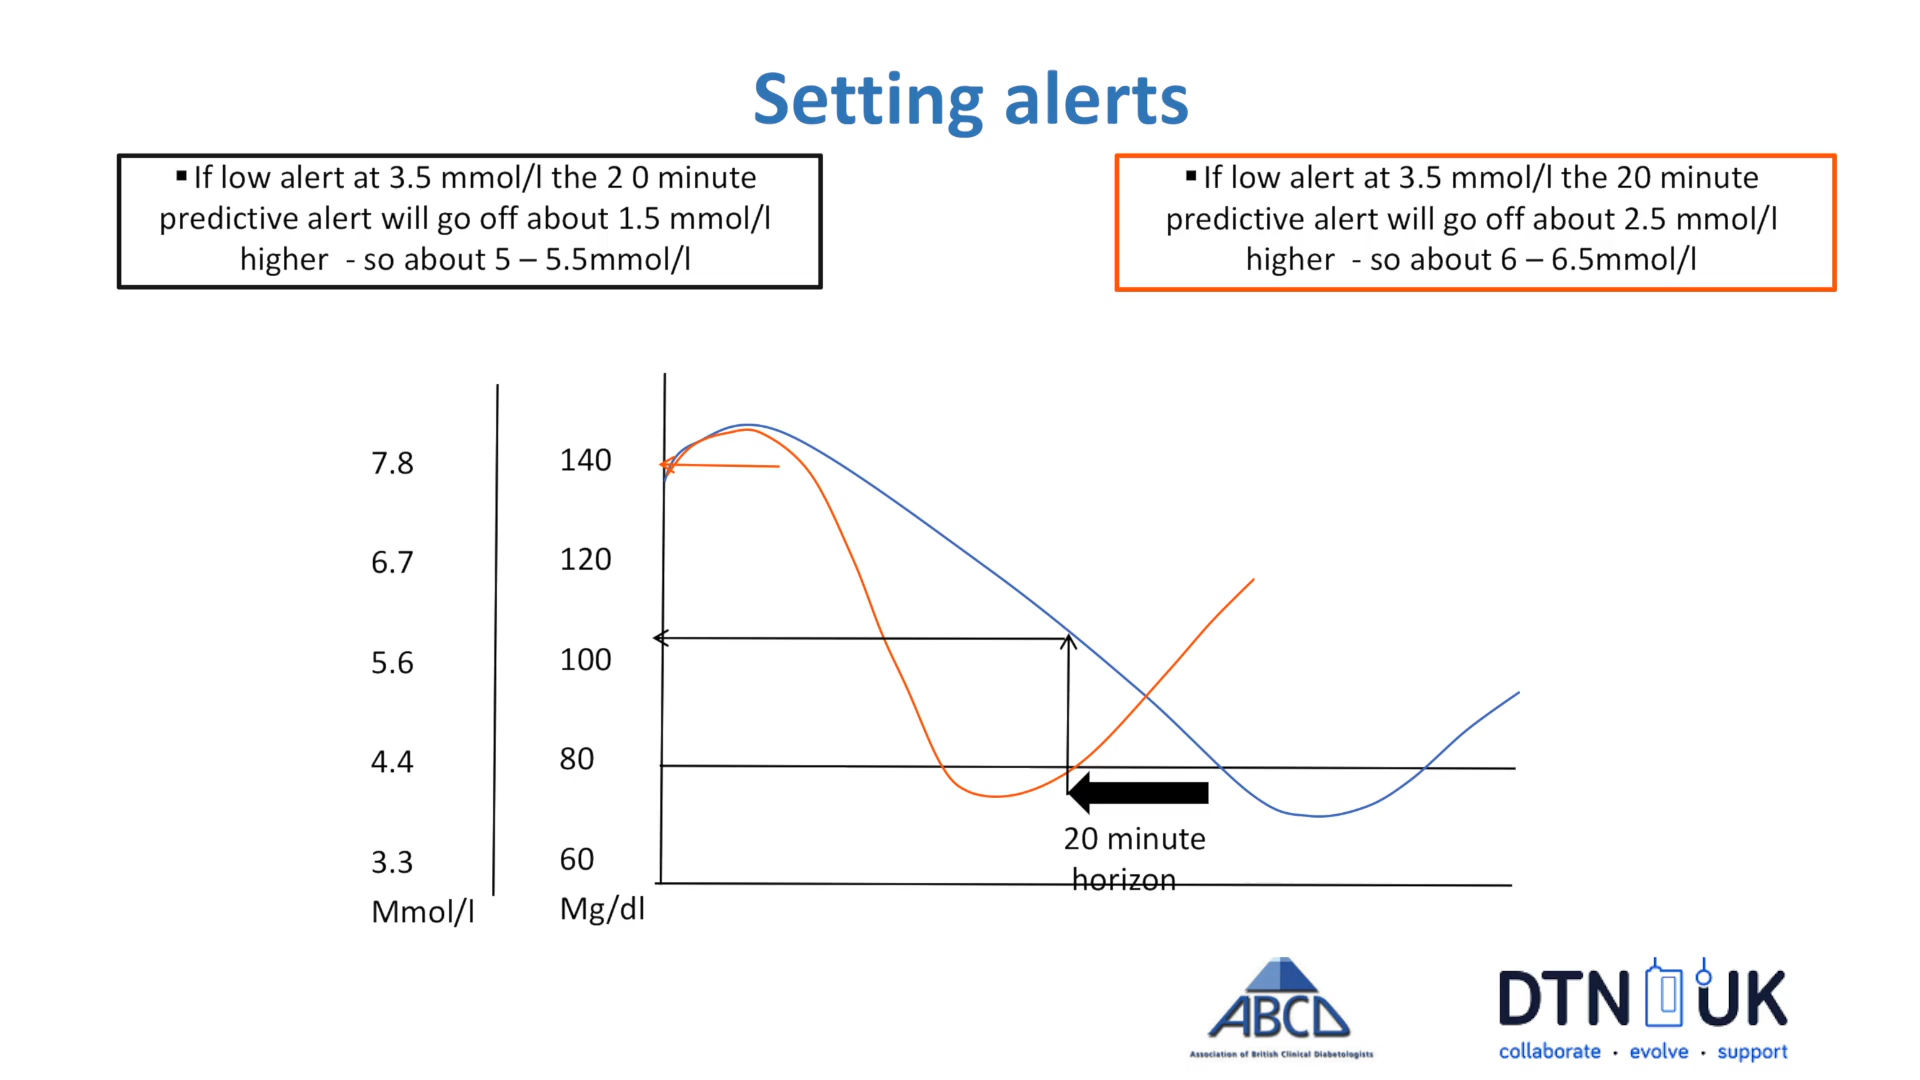 Setting alerts
▪ If low alert at 3.5 mmol/l the 2 0 minute
predictive alert will go off about 1.5 mmol/l
higher - so about 5 – 5.5mmol/l
▪ If low alert at 3.5 mmol/l the 20 minute
predictive alert will go off about 2.5 mmol/l
higher - so about 6 – 6.5mmol/l
7.8 140
6.7 120
5.6 100
4.4 80
3.3 60
Mmol/l Mg/dl
20 minute
horizon
ABCD
Association of British Clinical Diabetologists
DTN UK
collaborate · evolve · support